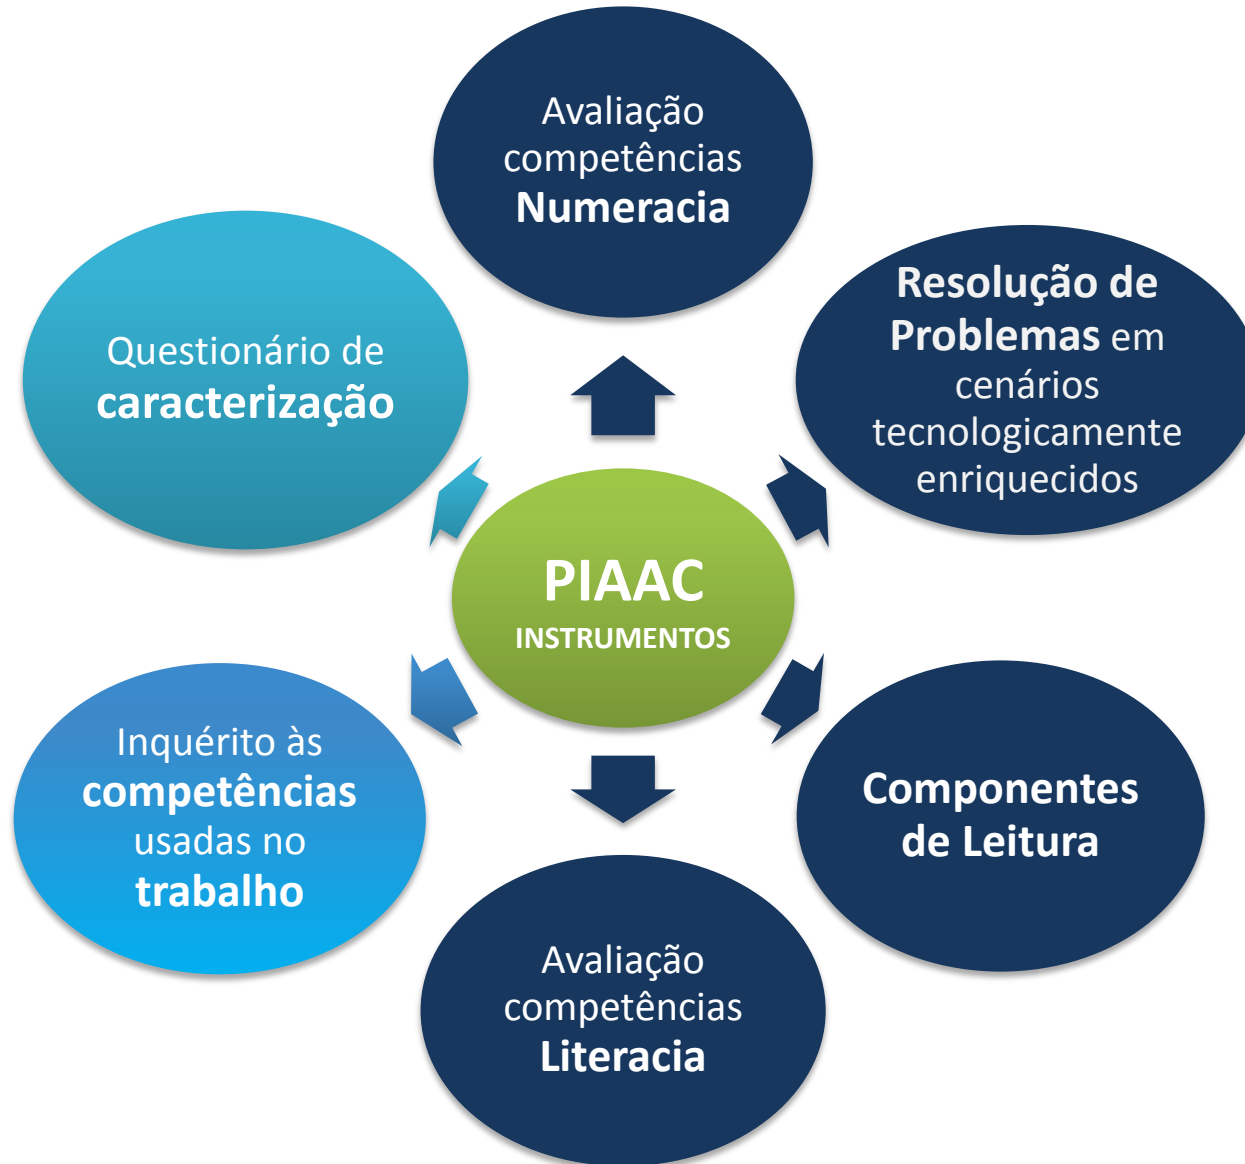 Avaliação
competências
Numeracia
Resolução de
Problemas em
cenários
tecnologicamente
enriquecidos
Questionário de
caracterização
PIAAC
INSTRUMENTOS
Inquérito às
competências
usadas no
trabalho
Componentes
de Leitura
Avaliação
competências
Literacia